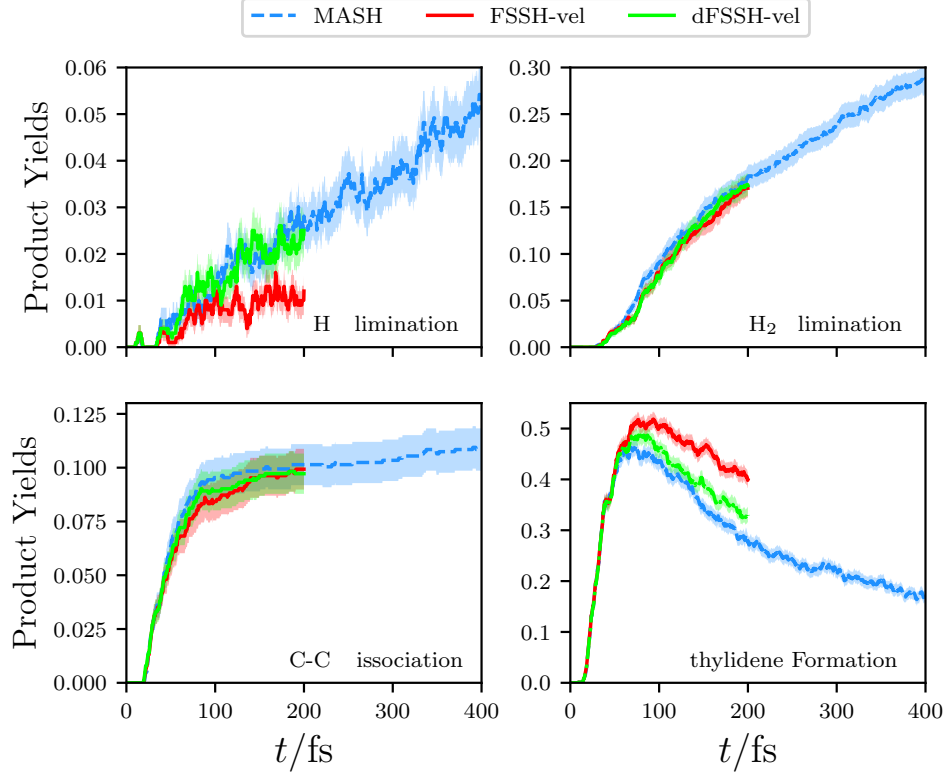 MASH FSSH-vel dFSSH-vel
Product Yields
0.06
0.05
0.04
0.03
0.02
0.01
0.00
H limination
0.30
0.25
0.20
0.15
0.10
0.05
0.00
H₂ limination
Product Yields
0.125
0.100
0.075
0.050
0.025
0.000
C-C issociation
0 100 200 300 400
t/fs
0.5
0.4
0.3
0.2
0.1
0.0
thylidene Formation
0 100 200 300 400
t/fs